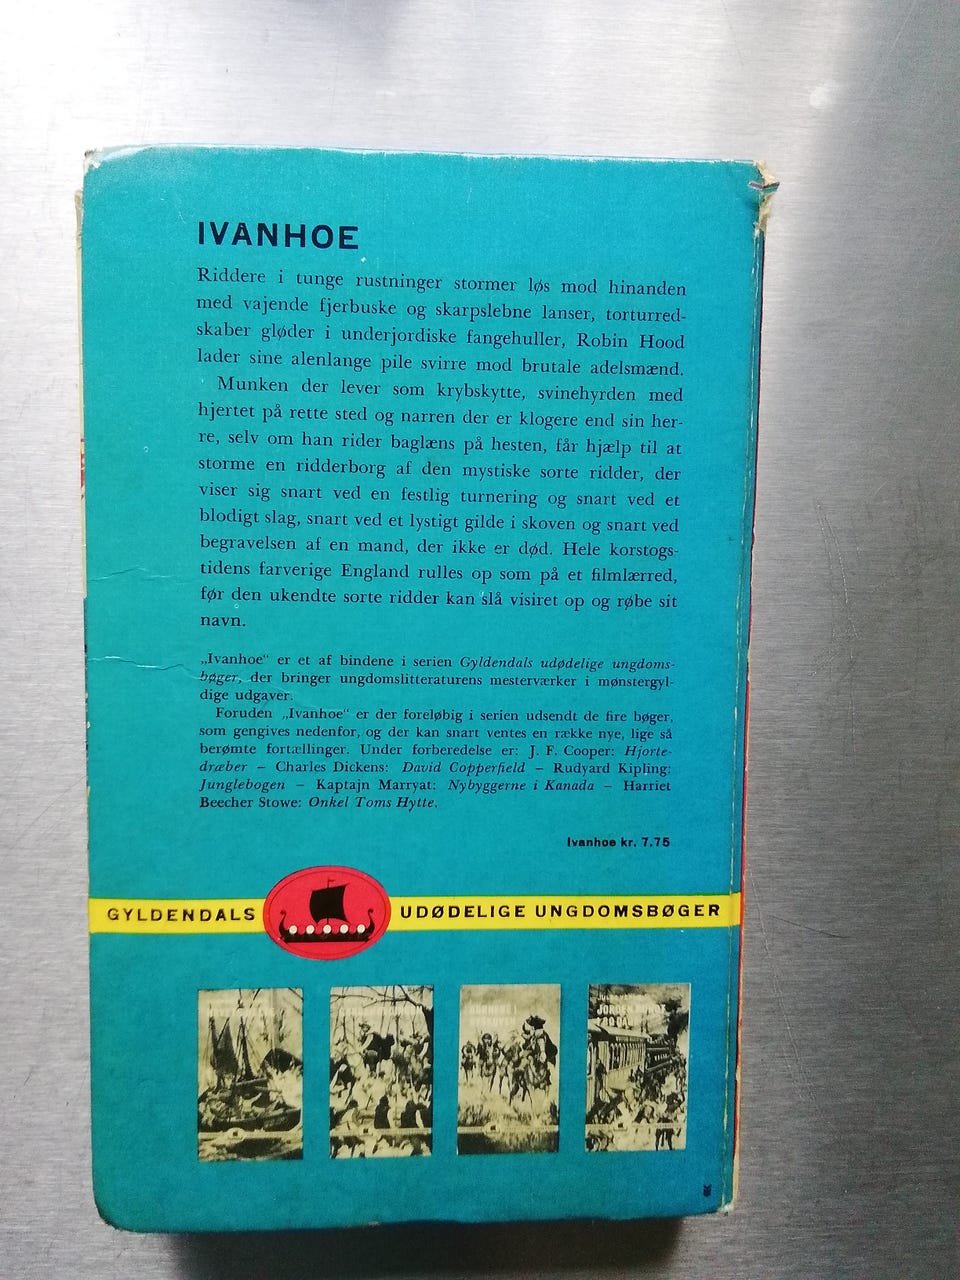 IVANHOE
Riddere i tunge rustninger stormer løs mod hinanden
med vajende fjerbuske og skarpslebne lanser, torturred-
skaber gløder i underjordiske fangehuller, Robin Hood
lader sine alenlange pile svirre mod brutale adelsmænd.
Munken der lever som krybskytte, svinehyrden med
hjertet på rette sted og narren der er klogere end sin her-
re, selv om han rider baglæns på hesten, får hjælp til at
storme en ridderborg af den mystiske sorte ridder, der
viser sig snart ved en festlig turnering og snart ved et
blodigt slag, snart ved et lystigt gilde i skoven og snart ved
begravelsen af en mand, der ikke er død. Hele korstogs-
tidens farverige England rulles op som på et filmlærred,
før den ukendte sorte ridder kan slå visiret op og røbe sit
navn.
„Ivanhoe“ er et af bindene i serien Gyldendals udødelige ungdoms-
bøger, der bringer ungdomslitteraturens mesterværker i mønstergyl-
dige udgaver.
Foruden „Ivanhoe“ er der foreløbig i serien udsendt de fire bøger,
som gengives nedenfor, og der kan snart ventes en række nye, lige så
berømte fortællinger. Under forberedelse er: J. F. Cooper: Hjorte-
dræber – Charles Dickens: David Copperfield – Rudyard Kipling:
Junglebogen – Kaptajn Marryat: Nybyggerne i Kanada – Harriet
Beecher Stowe: Onkel Toms Hytte.
Ivanhoe kr. 7.75
GYLDENDALS UDØDELIGE UNGDOMSBØGER
JORDEN RUNDT